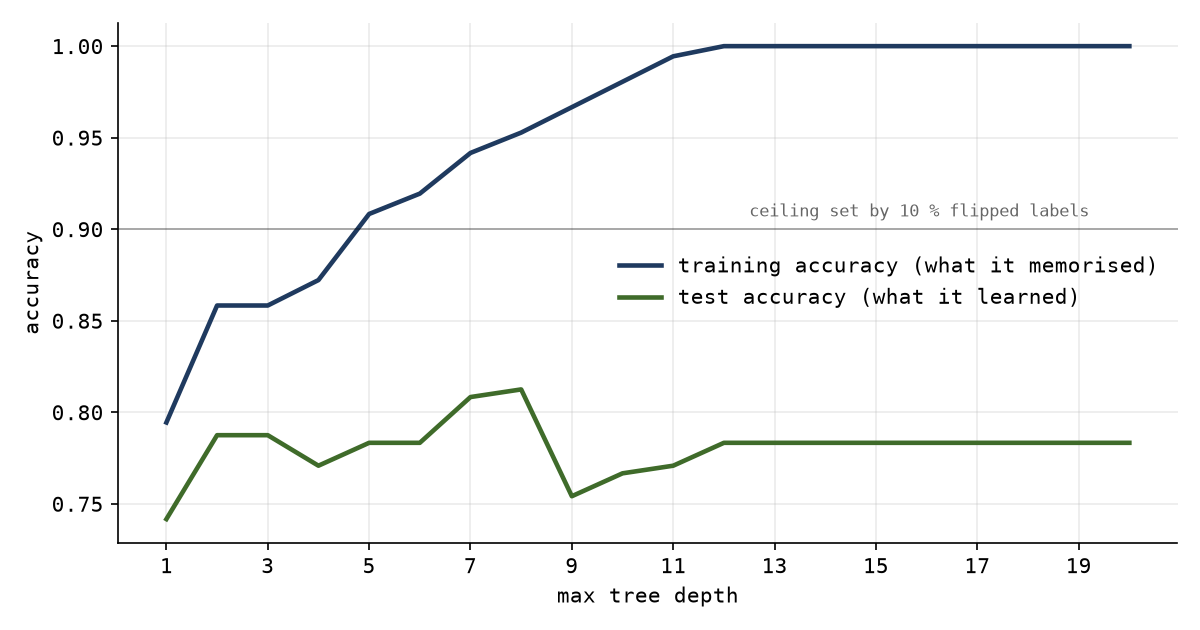 1.00
0.95
0.90
0.85
0.80
0.75
accuracy
ceiling set by 10 % flipped labels
training accuracy (what it memorised)
test accuracy (what it learned)
1 3 5 7 9 11 13 15 17 19
max tree depth